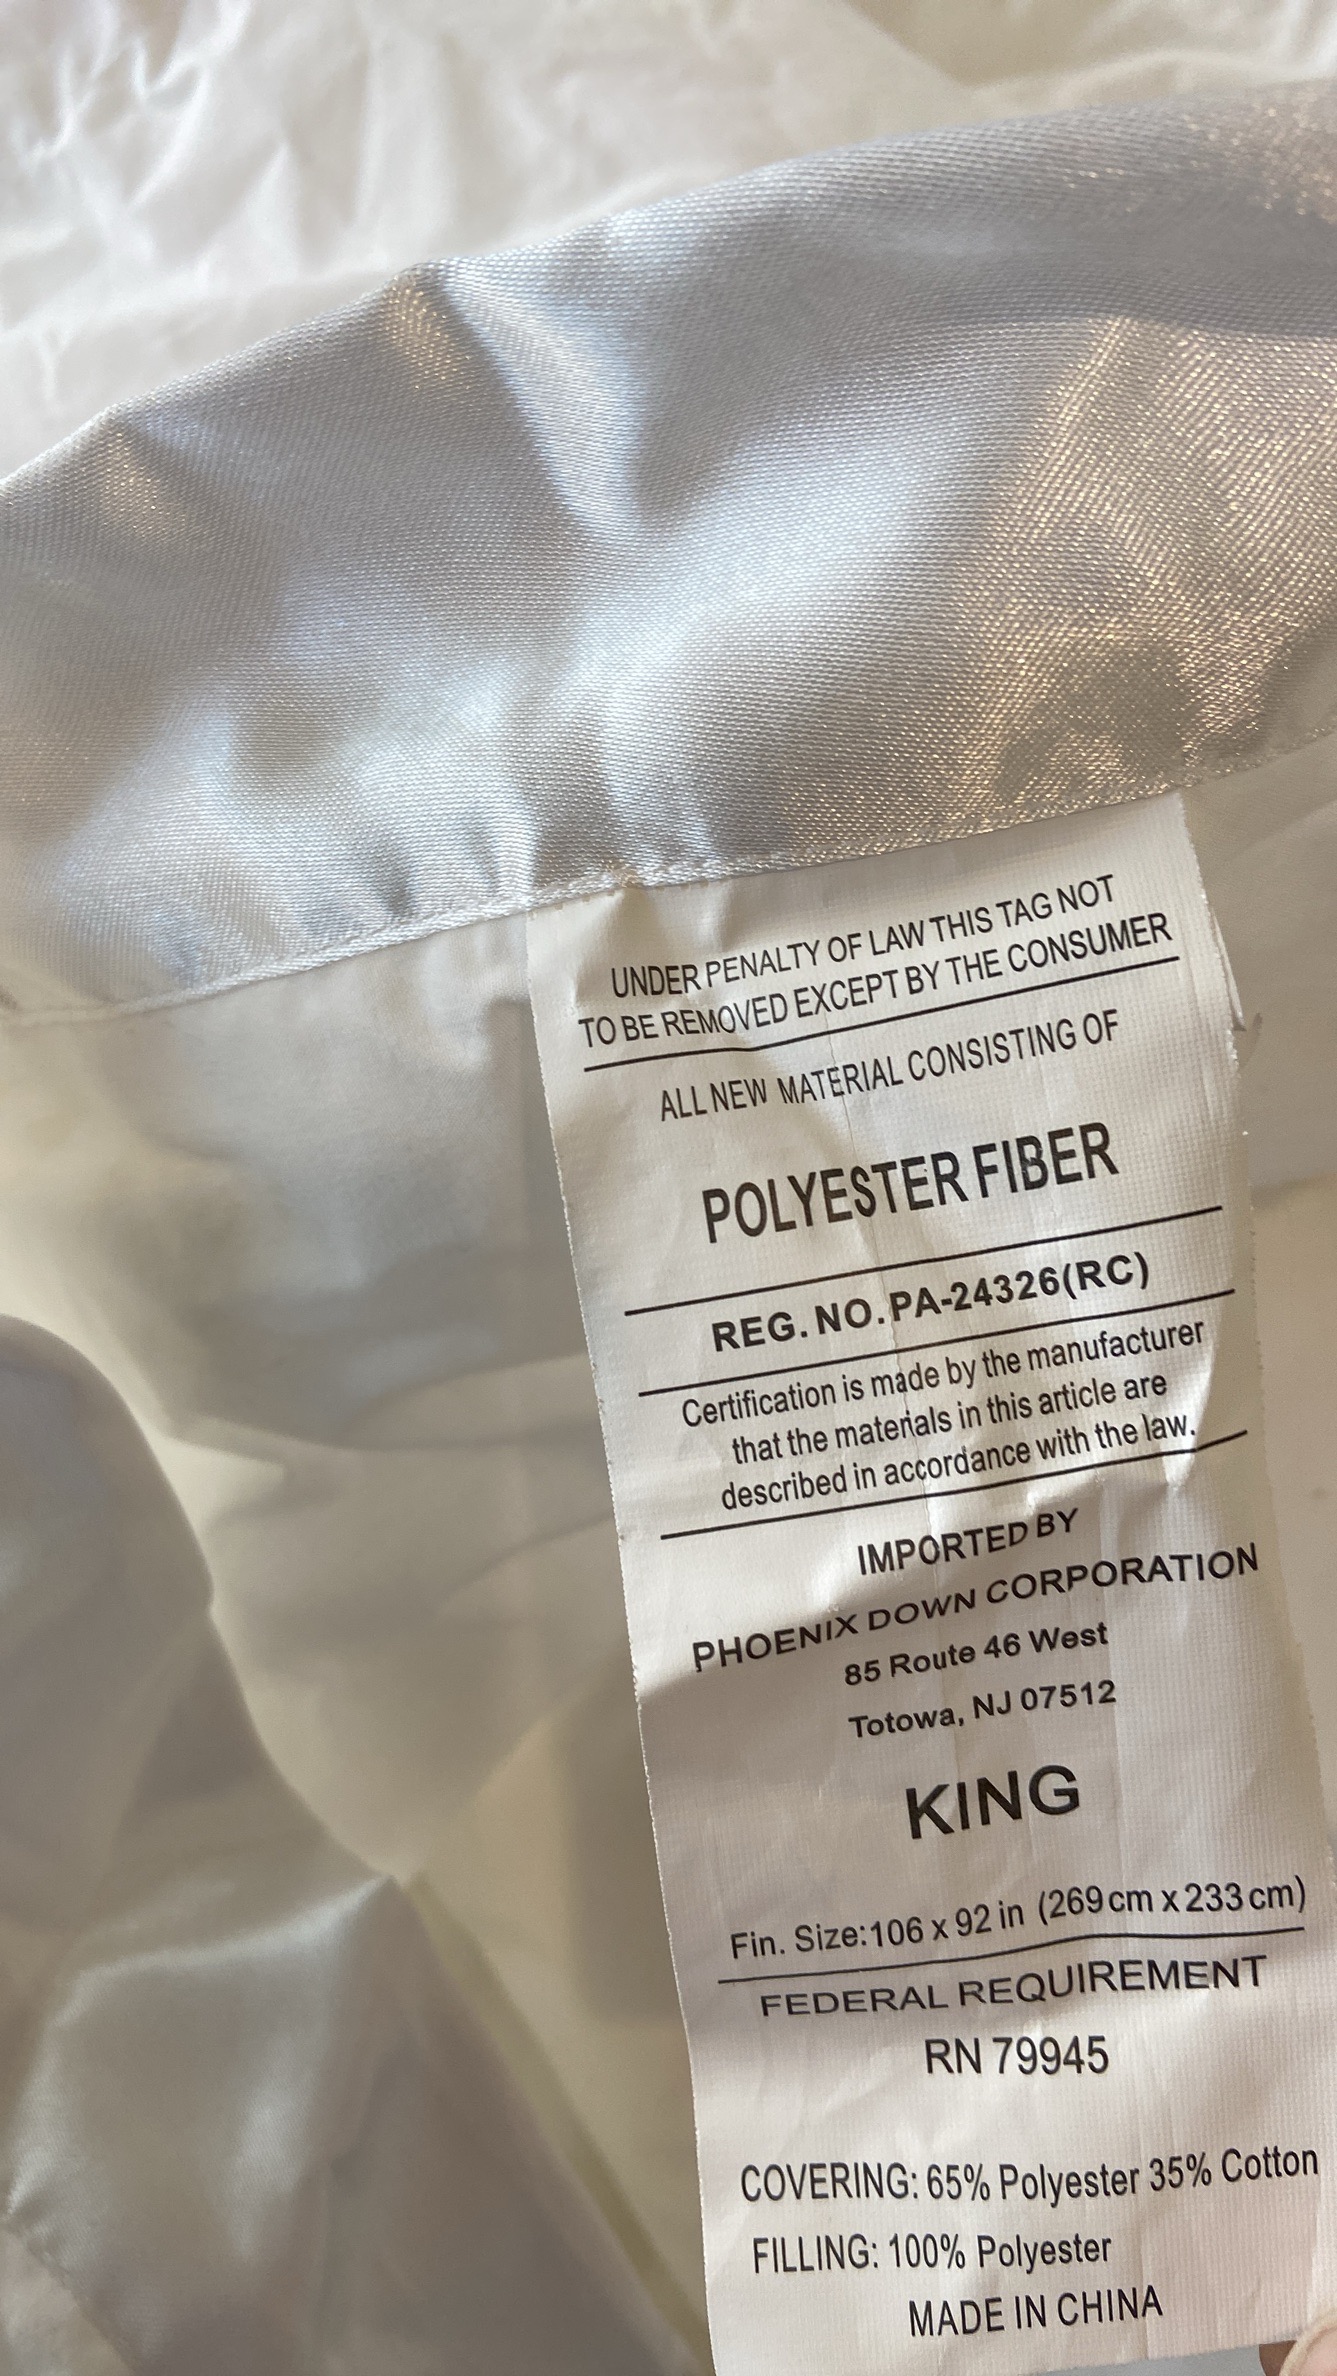 UNDER PENALTY OF LAW THIS TAG NOT
TO BE REMOVED EXCEPT BY THE CONSUMER
ALL NEW MATERIAL CONSISTING OF
POLYESTER FIBER
REG. NO. PA-24326(RC)
Certification is made by the manufacturer
that the materials in this article are
described in accordance with the law.
IMPORTED BY
PHOENIX DOWN CORPORATION
85 Route 46 West
Totowa, NJ 07512
KING
Fin. Size:106 x 92 in (269cm x 233cm)
FEDERAL REQUIREMENT
RN 79945
COVERING: 65% Polyester 35% Cotton
FILLING: 100% Polyester
MADE IN CHINA